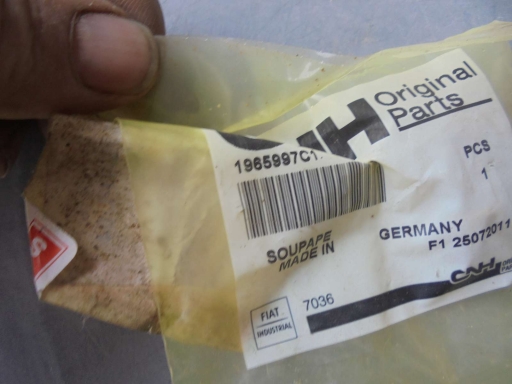 CNH Original
Parts
1965997C1
PCS
1
SOUPAPE
MADE IN GERMANY
F1 25072011
7036
FIAT
INDUSTRIAL
CNH